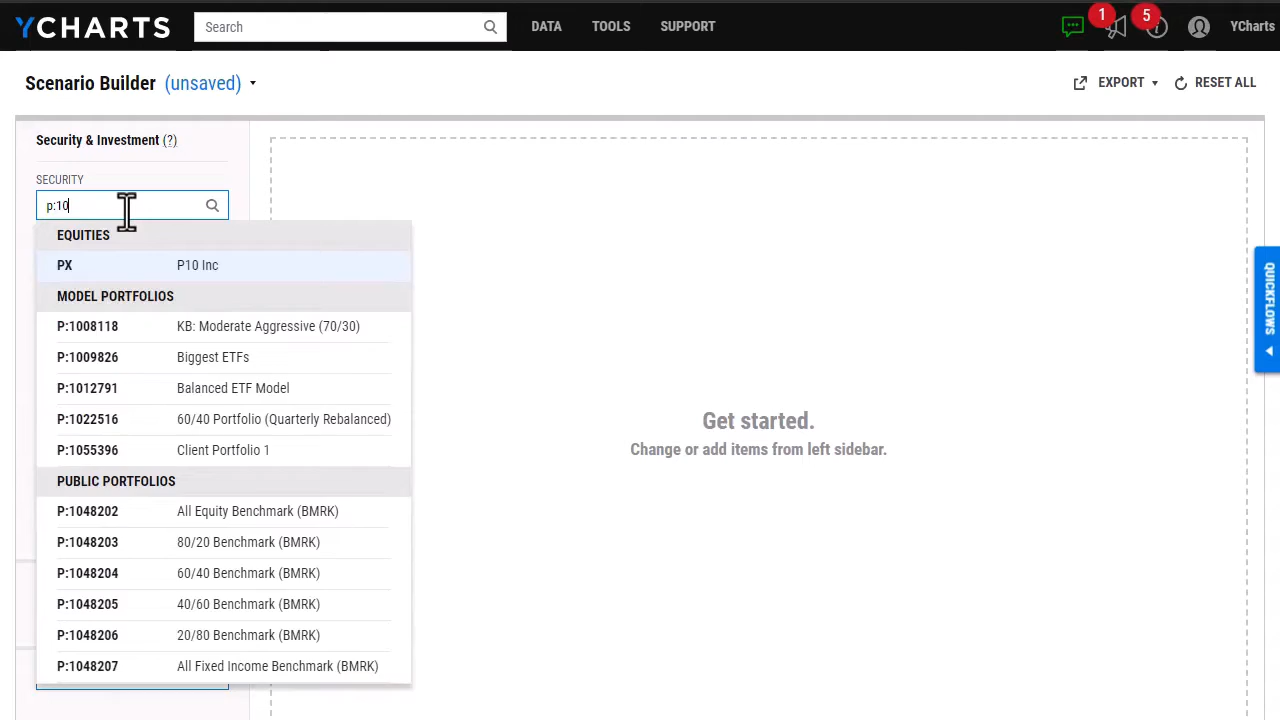 YCHARTS
Search
DATA
TOOLS
SUPPORT
1
5
YCharts
Scenario Builder (unsaved)
EXPORT
RESET ALL
Security & Investment (?)
SECURITY
p:10
EQUITIES
PX P10 Inc
MODEL PORTFOLIOS
P:1008118 KB: Moderate Aggressive (70/30)
P:1009826 Biggest ETFs
P:1012791 Balanced ETF Model
P:1022516 60/40 Portfolio (Quarterly Rebalanced)
P:1055396 Client Portfolio 1
PUBLIC PORTFOLIOS
P:1048202 All Equity Benchmark (BMRK)
P:1048203 80/20 Benchmark (BMRK)
P:1048204 60/40 Benchmark (BMRK)
P:1048205 40/60 Benchmark (BMRK)
P:1048206 20/80 Benchmark (BMRK)
P:1048207 All Fixed Income Benchmark (BMRK)
Get started.
Change or add items from left sidebar.
QUICKFLOWS